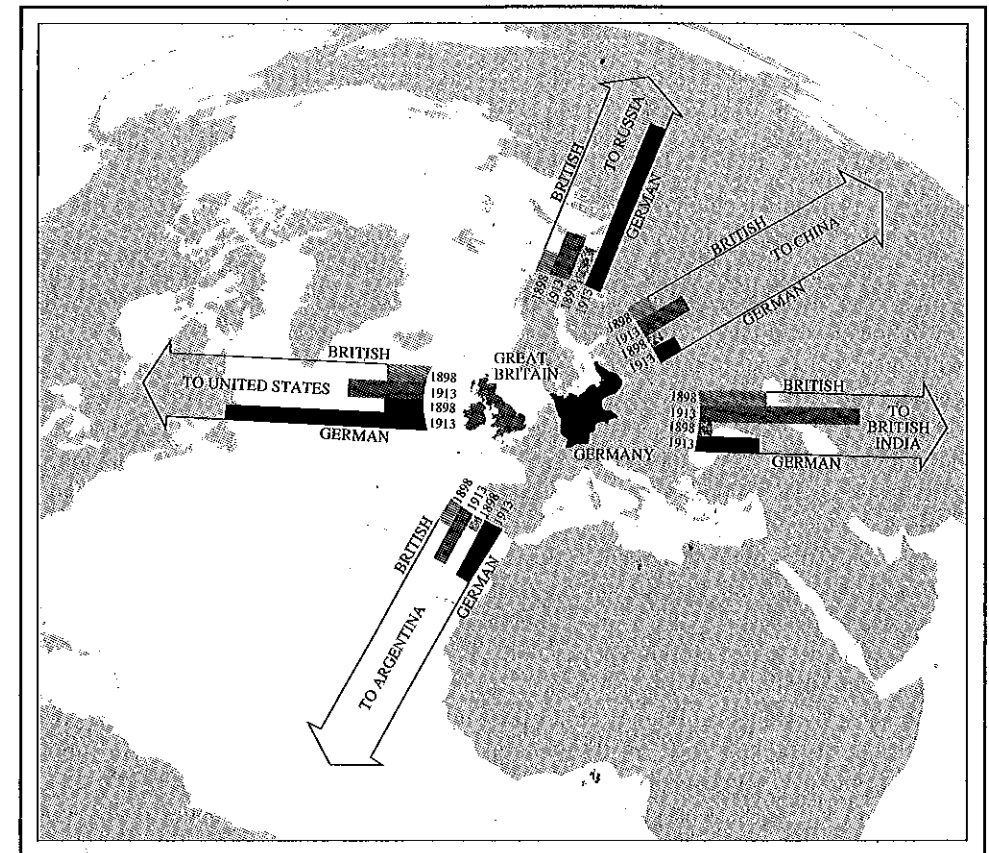 BRITISH
TO RUSSIA
GERMAN
1898
1913
1898
1913
BRITISH
TO CHINA
GERMAN
1898
1913
1898
1913
BRITISH
TO UNITED STATES
GERMAN
1898
1913
1898
1913
GREAT
BRITAIN
GERMANY
BRITISH
TO
BRITISH
INDIA
GERMAN
1898
1913
1898
1913
1898
1913
1898
1913
BRITISH
TO ARGENTINA
GERMAN